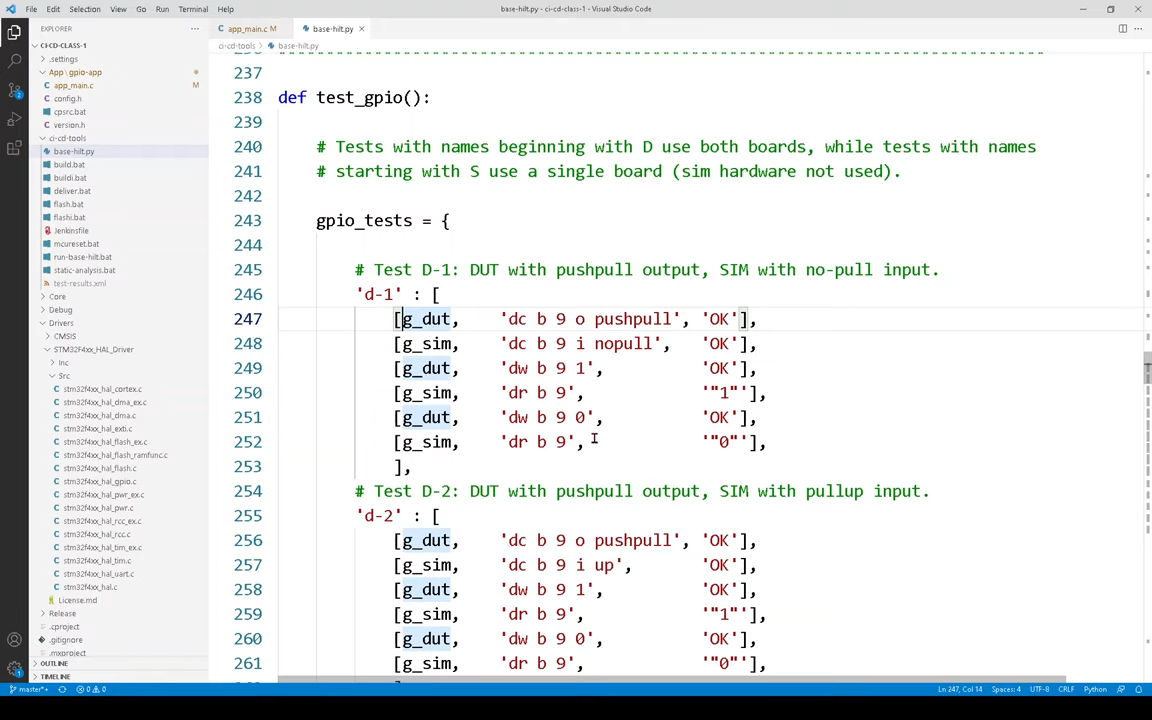 File Edit Selection View Go Run Terminal Help
base-hilt.py - ci-cd-class-1 - Visual Studio Code
EXPLORER
CI-CD-CLASS-1
.settings
App\gpio-app
app_main.c M
config.h
cpsrc.bat
version.h
ci-cd-tools
base-hilt.py
build.bat
buildi.bat
deliver.bat
flash.bat
flashi.bat
Jenkinsfile
mcureset.bat
run-base-hilt.bat
static-analysis.bat
test-results.xml
Core
Debug
Drivers
CMSIS
STM32F4xx_HAL_Driver
Inc
Src
stm32f4xx_hal_cortex.c
stm32f4xx_hal_dma_ex.c
stm32f4xx_hal_dma.c
stm32f4xx_hal_exti.c
stm32f4xx_hal_flash_ex.c
stm32f4xx_hal_flash_ramfunc.c
stm32f4xx_hal_flash.c
stm32f4xx_hal_gpio.c
stm32f4xx_hal_pwr_ex.c
stm32f4xx_hal_pwr.c
stm32f4xx_hal_rcc_ex.c
stm32f4xx_hal_rcc.c
stm32f4xx_hal_tim_ex.c
stm32f4xx_hal_tim.c
stm32f4xx_hal_uart.c
stm32f4xx_hal.c
License.md
Release
.cproject
.gitignore
.mxproject
OUTLINE
TIMELINE
app_main.c M base-hilt.py
ci-cd-tools > base-hilt.py
237
238 def test_gpio():
239
240 # Tests with names beginning with D use both boards, while tests with names
241 # starting with S use a single board (sim hardware not used).
242
243 gpio_tests = {
244
245 # Test D-1: DUT with pushpull output, SIM with no-pull input.
246 'd-1' : [
247 [g_dut, 'dc b 9 o pushpull', 'OK'],
248 [g_sim, 'dc b 9 i nopull', 'OK'],
249 [g_dut, 'dw b 9 1', 'OK'],
250 [g_sim, 'dr b 9', '"1"'],
251 [g_dut, 'dw b 9 0', 'OK'],
252 [g_sim, 'dr b 9', '"0"'],
253 ],
254 # Test D-2: DUT with pushpull output, SIM with pullup input.
255 'd-2' : [
256 [g_dut, 'dc b 9 o pushpull', 'OK'],
257 [g_sim, 'dc b 9 i up', 'OK'],
258 [g_dut, 'dw b 9 1', 'OK'],
259 [g_sim, 'dr b 9', '"1"'],
260 [g_dut, 'dw b 9 0', 'OK'],
261 [g_sim, 'dr b 9', '"0"'],
master*+ 0 0 Ln 247, Col 14 Spaces: 4 UTF-8 CRLF Python